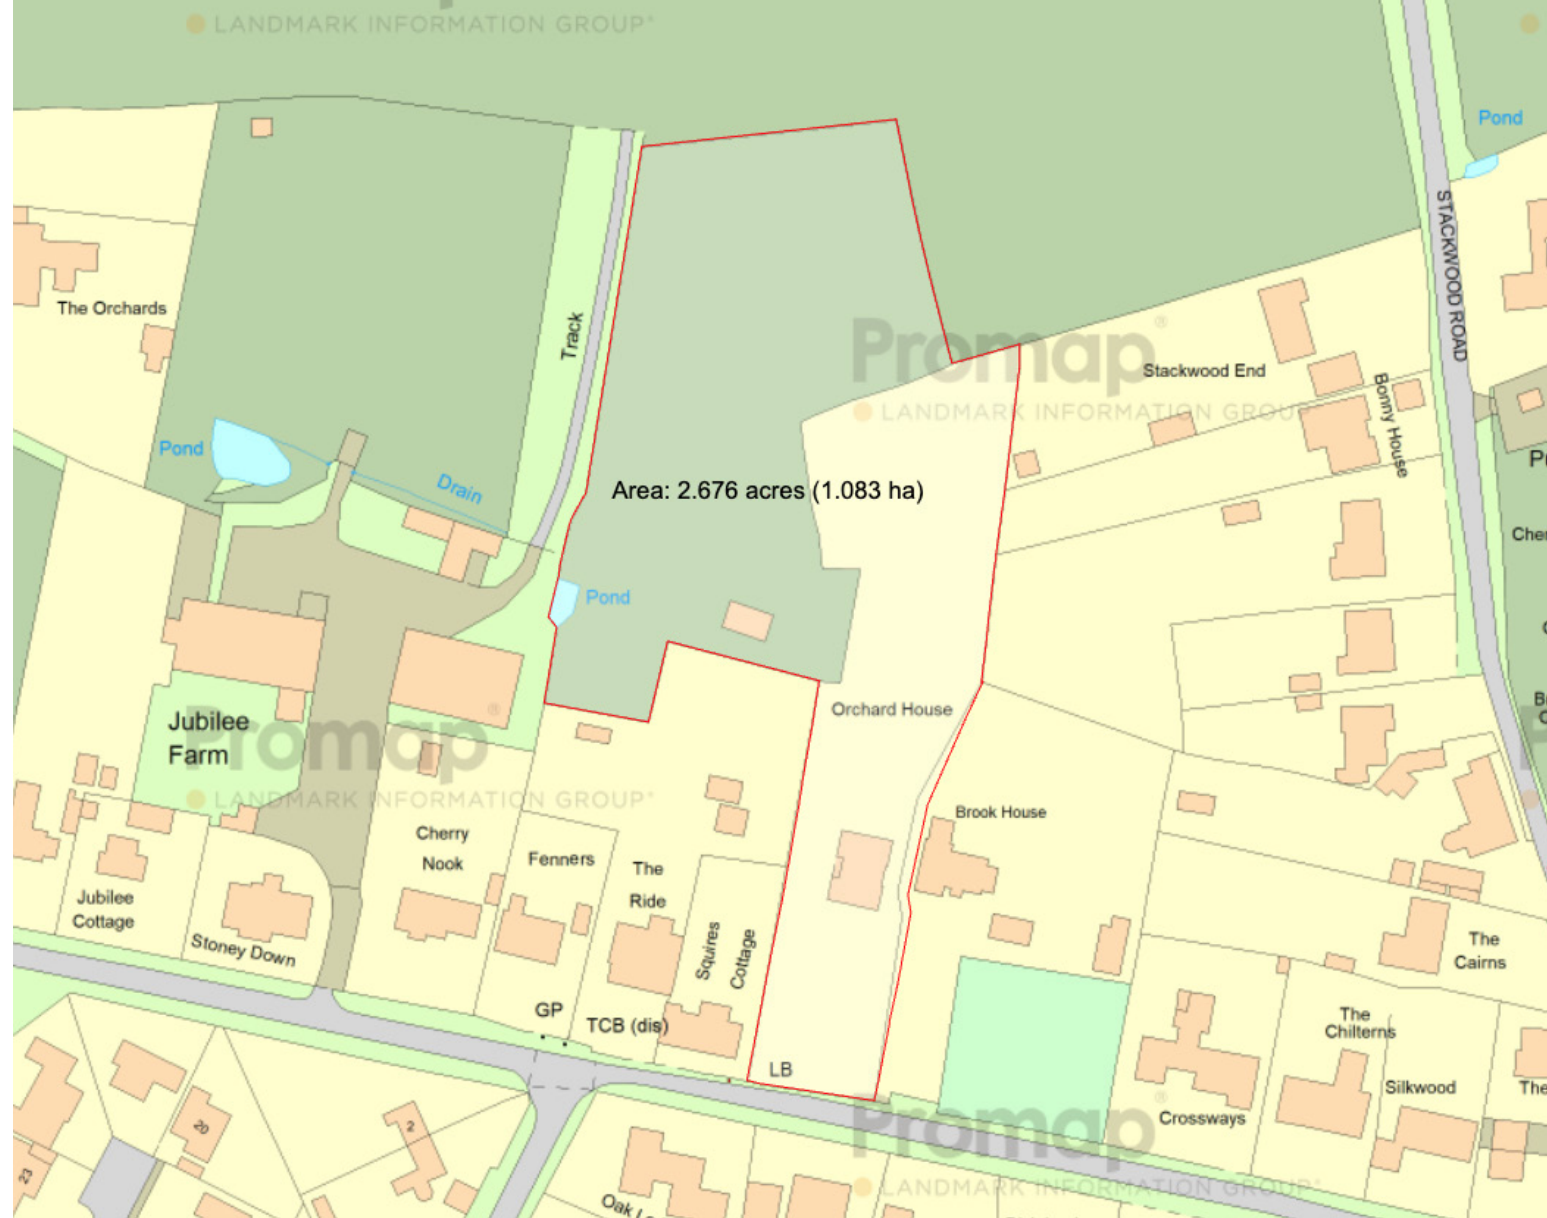 LANDMARK INFORMATION GROUP®
Pond
STACKWOOD ROAD
The Orchards
Track
Promap®
Stackwood End
LANDMARK INFORMATION GROUP
Bonny House
Pond
Drain
Area: 2.676 acres (1.083 ha)
Pond
Orchard House
Jubilee
Farm
Promap®
LANDMARK INFORMATION GROUP®
Brook House
Cherry
Nook
Fenners
The
Ride
Jubilee
Cottage
Stoney Down
Squires
Cottage
The
Cairns
GP
TCB (dis)
The
Chilterns
LB
Silkwood
The
Promap®
Crossways
20
2
23
LANDMARK INFORMATION GROUP®